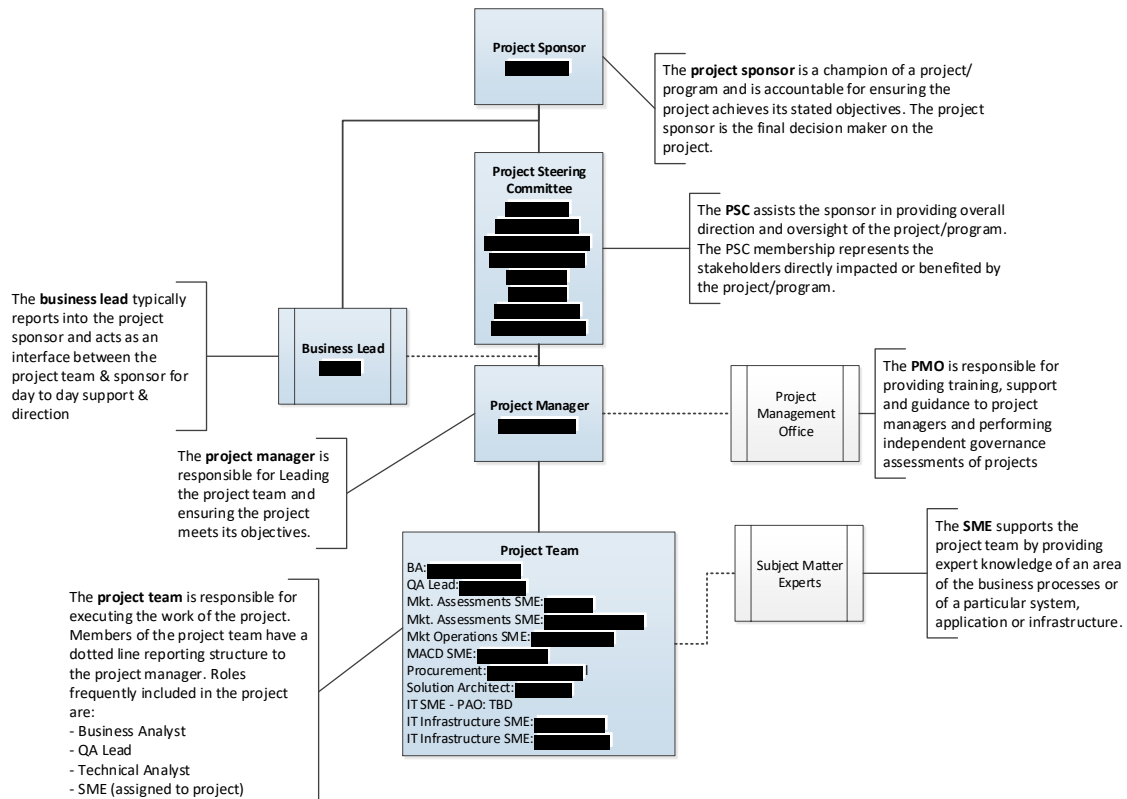 Project Sponsor
The project sponsor is a champion of a project/
program and is accountable for ensuring the
project achieves its stated objectives. The project
sponsor is the final decision maker on the
project.
Project Steering
Committee
The PSC assists the sponsor in providing overall
direction and oversight of the project/program.
The PSC membership represents the
stakeholders directly impacted or benefited by
the project/program.
The business lead typically
reports into the project
sponsor and acts as an
interface between the
project team & sponsor for
day to day support &
direction
Business Lead
Project Manager
Project
Management
Office
The PMO is responsible for
providing training, support
and guidance to project
managers and performing
independent governance
assessments of projects
The project manager is
responsible for Leading
the project team and
ensuring the project
meets its objectives.
Project Team
BA:
QA Lead:
Mkt. Assessments SME:
Mkt. Assessments SME:
Mkt Operations SME:
MACD SME:
Procurement:
Solution Architect:
IT SME - PAO: TBD
IT Infrastructure SME:
IT Infrastructure SME:
Subject Matter
Experts
The SME supports the
project team by providing
expert knowledge of an area
of the business processes or
of a particular system,
application or infrastructure.
The project team is responsible for
executing the work of the project.
Members of the project team have a
dotted line reporting structure to
the project manager. Roles
frequently included in the project
are:
- Business Analyst
- QA Lead
- Technical Analyst
- SME (assigned to project)